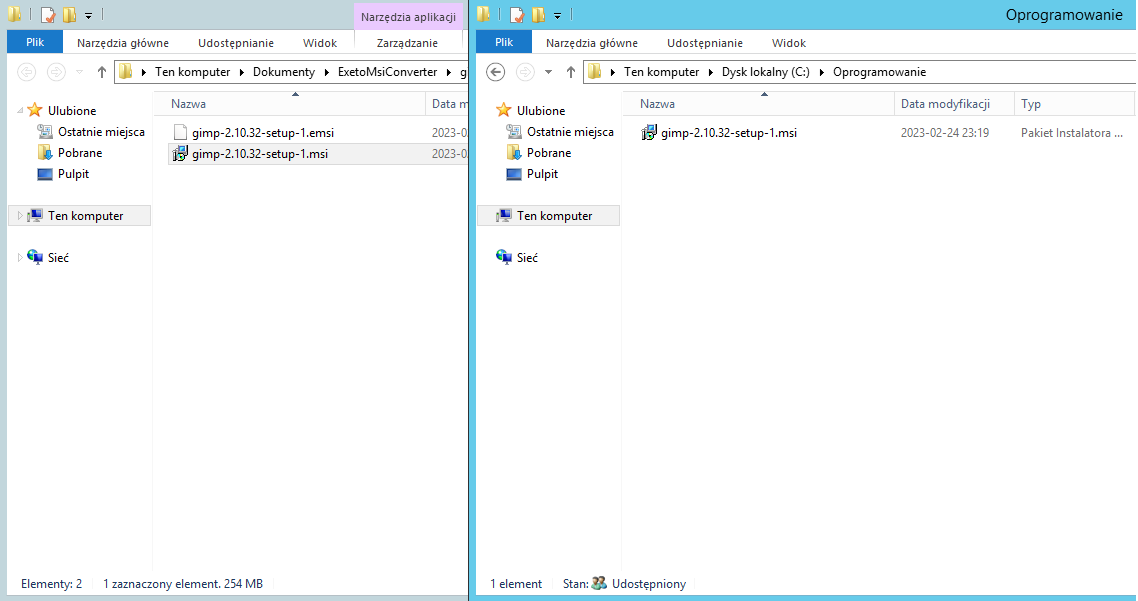 Narzędzia aplikacji
Plik Narzędzia główne Udostępnianie Widok Zarządzanie
Ten komputer Dokumenty ExetoMsiConverter g
Ulubione
Ostatnie miejsca
Pobrane
Pulpit
Ten komputer
Sieć
Nazwa Data m
gimp-2.10.32-setup-1.emsi 2023-0
gimp-2.10.32-setup-1.msi 2023-0
Elementy: 2 1 zaznaczony element. 254 MB
Oprogramowanie
Plik Narzędzia główne Udostępnianie Widok
Ten komputer Dysk lokalny (C:) Oprogramowanie
Ulubione
Ostatnie miejsca
Pobrane
Pulpit
Ten komputer
Sieć
Nazwa Data modyfikacji Typ
gimp-2.10.32-setup-1.msi 2023-02-24 23:19 Pakiet Instalatora ...
1 element Stan: Udostępniony